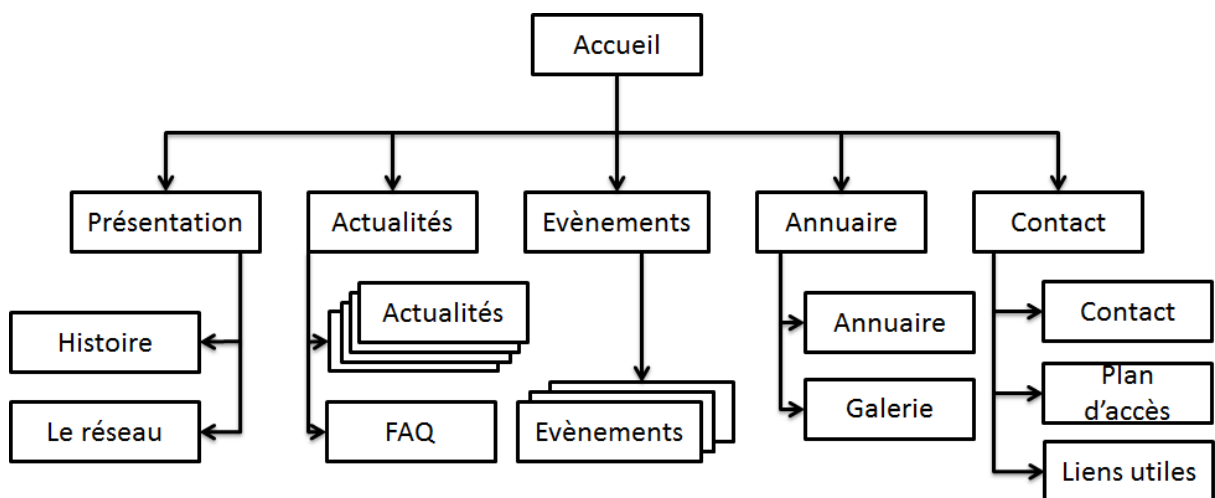 Accueil
Présentation
Actualités
Evènements
Annuaire
Contact
Histoire
Le réseau
Actualités
FAQ
Evènements
Annuaire
Galerie
Contact
Plan
d’accès
Liens utiles